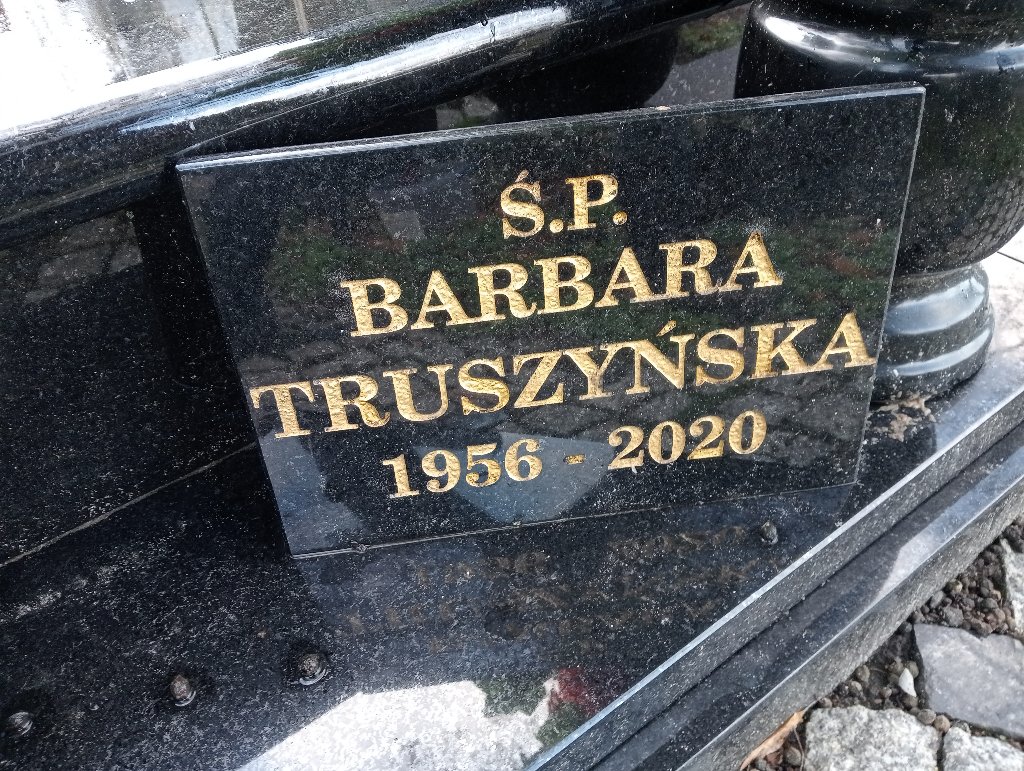 Ś.P.
BARBARA
TRUSZYŃSKA
1956 - 2020